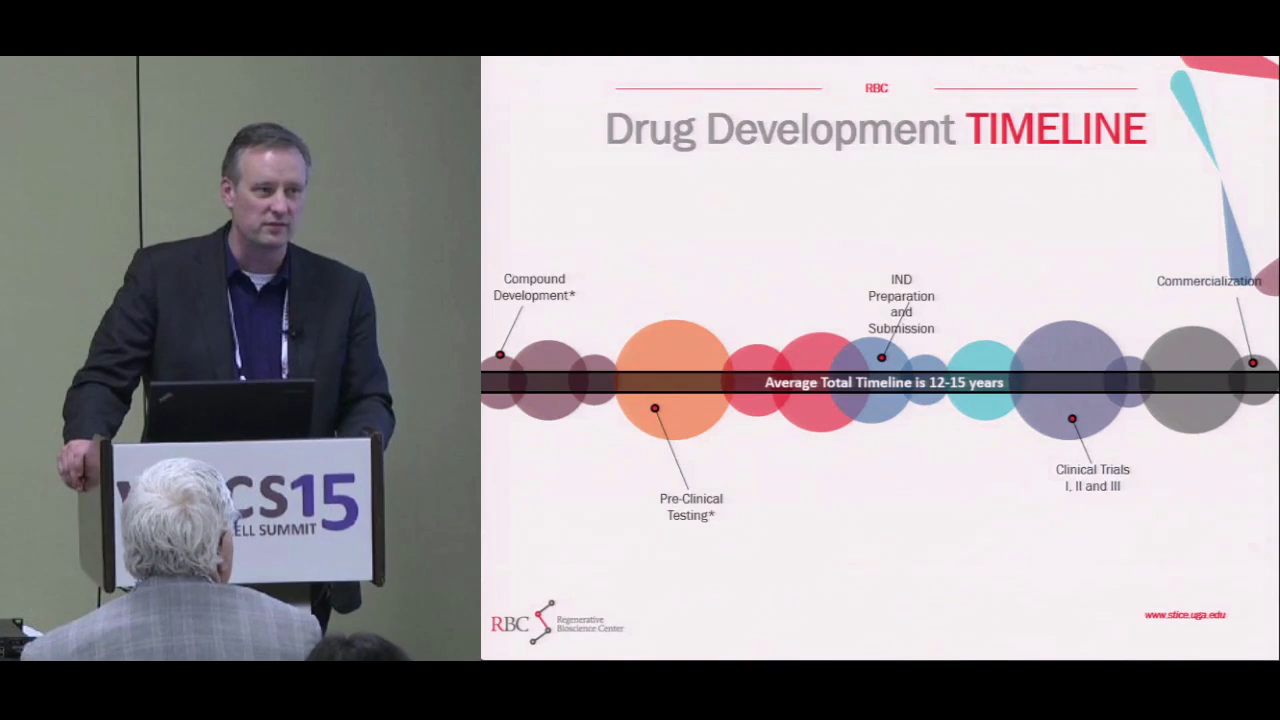 CS15
ELL SUMMIT
RBC
Drug Development TIMELINE
Compound
Development*
IND
Preparation
and
Submission
Commercialization
Average Total Timeline is 12-15 years
Pre-Clinical
Testing*
Clinical Trials
I, II and III
RBC
Regenerative
Bioscience Center
www.stice.uga.edu